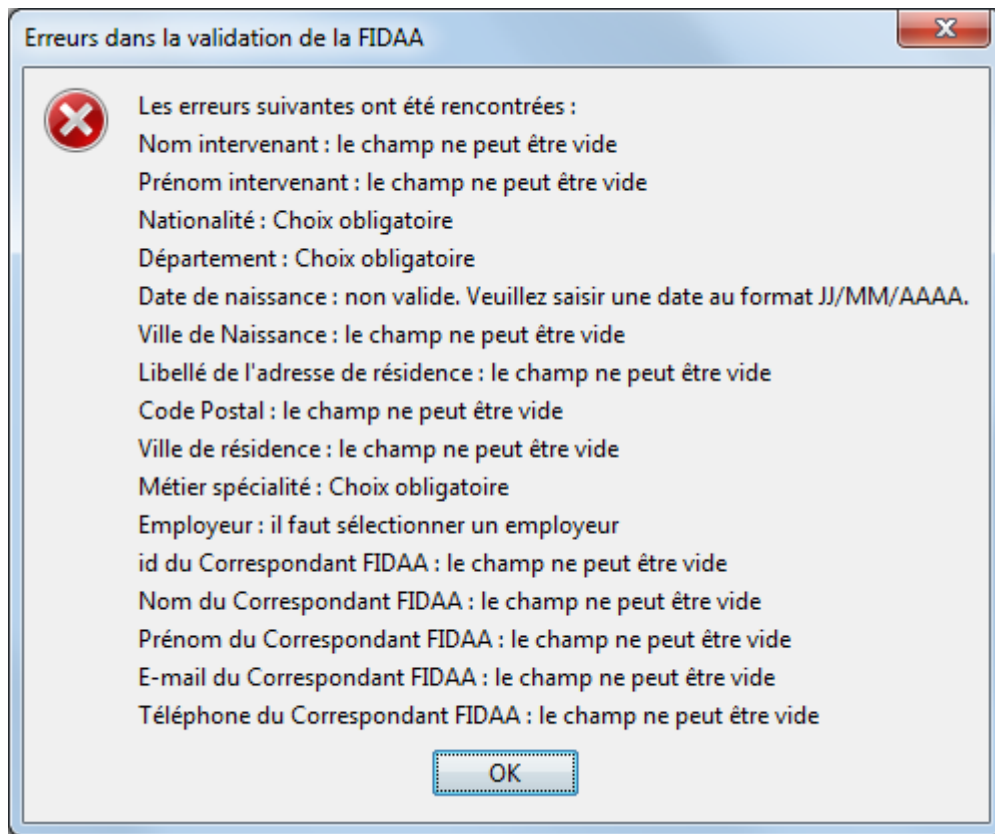 Erreurs dans la validation de la FIDAA
Les erreurs suivantes ont été rencontrées :
Nom intervenant : le champ ne peut être vide
Prénom intervenant : le champ ne peut être vide
Nationalité : Choix obligatoire
Département : Choix obligatoire
Date de naissance : non valide. Veuillez saisir une date au format JJ/MM/AAAA.
Ville de Naissance : le champ ne peut être vide
Libellé de l'adresse de résidence : le champ ne peut être vide
Code Postal : le champ ne peut être vide
Ville de résidence : le champ ne peut être vide
Métier spécialité : Choix obligatoire
Employeur : il faut sélectionner un employeur
id du Correspondant FIDAA : le champ ne peut être vide
Nom du Correspondant FIDAA : le champ ne peut être vide
Prénom du Correspondant FIDAA : le champ ne peut être vide
E-mail du Correspondant FIDAA : le champ ne peut être vide
Téléphone du Correspondant FIDAA : le champ ne peut être vide
OK